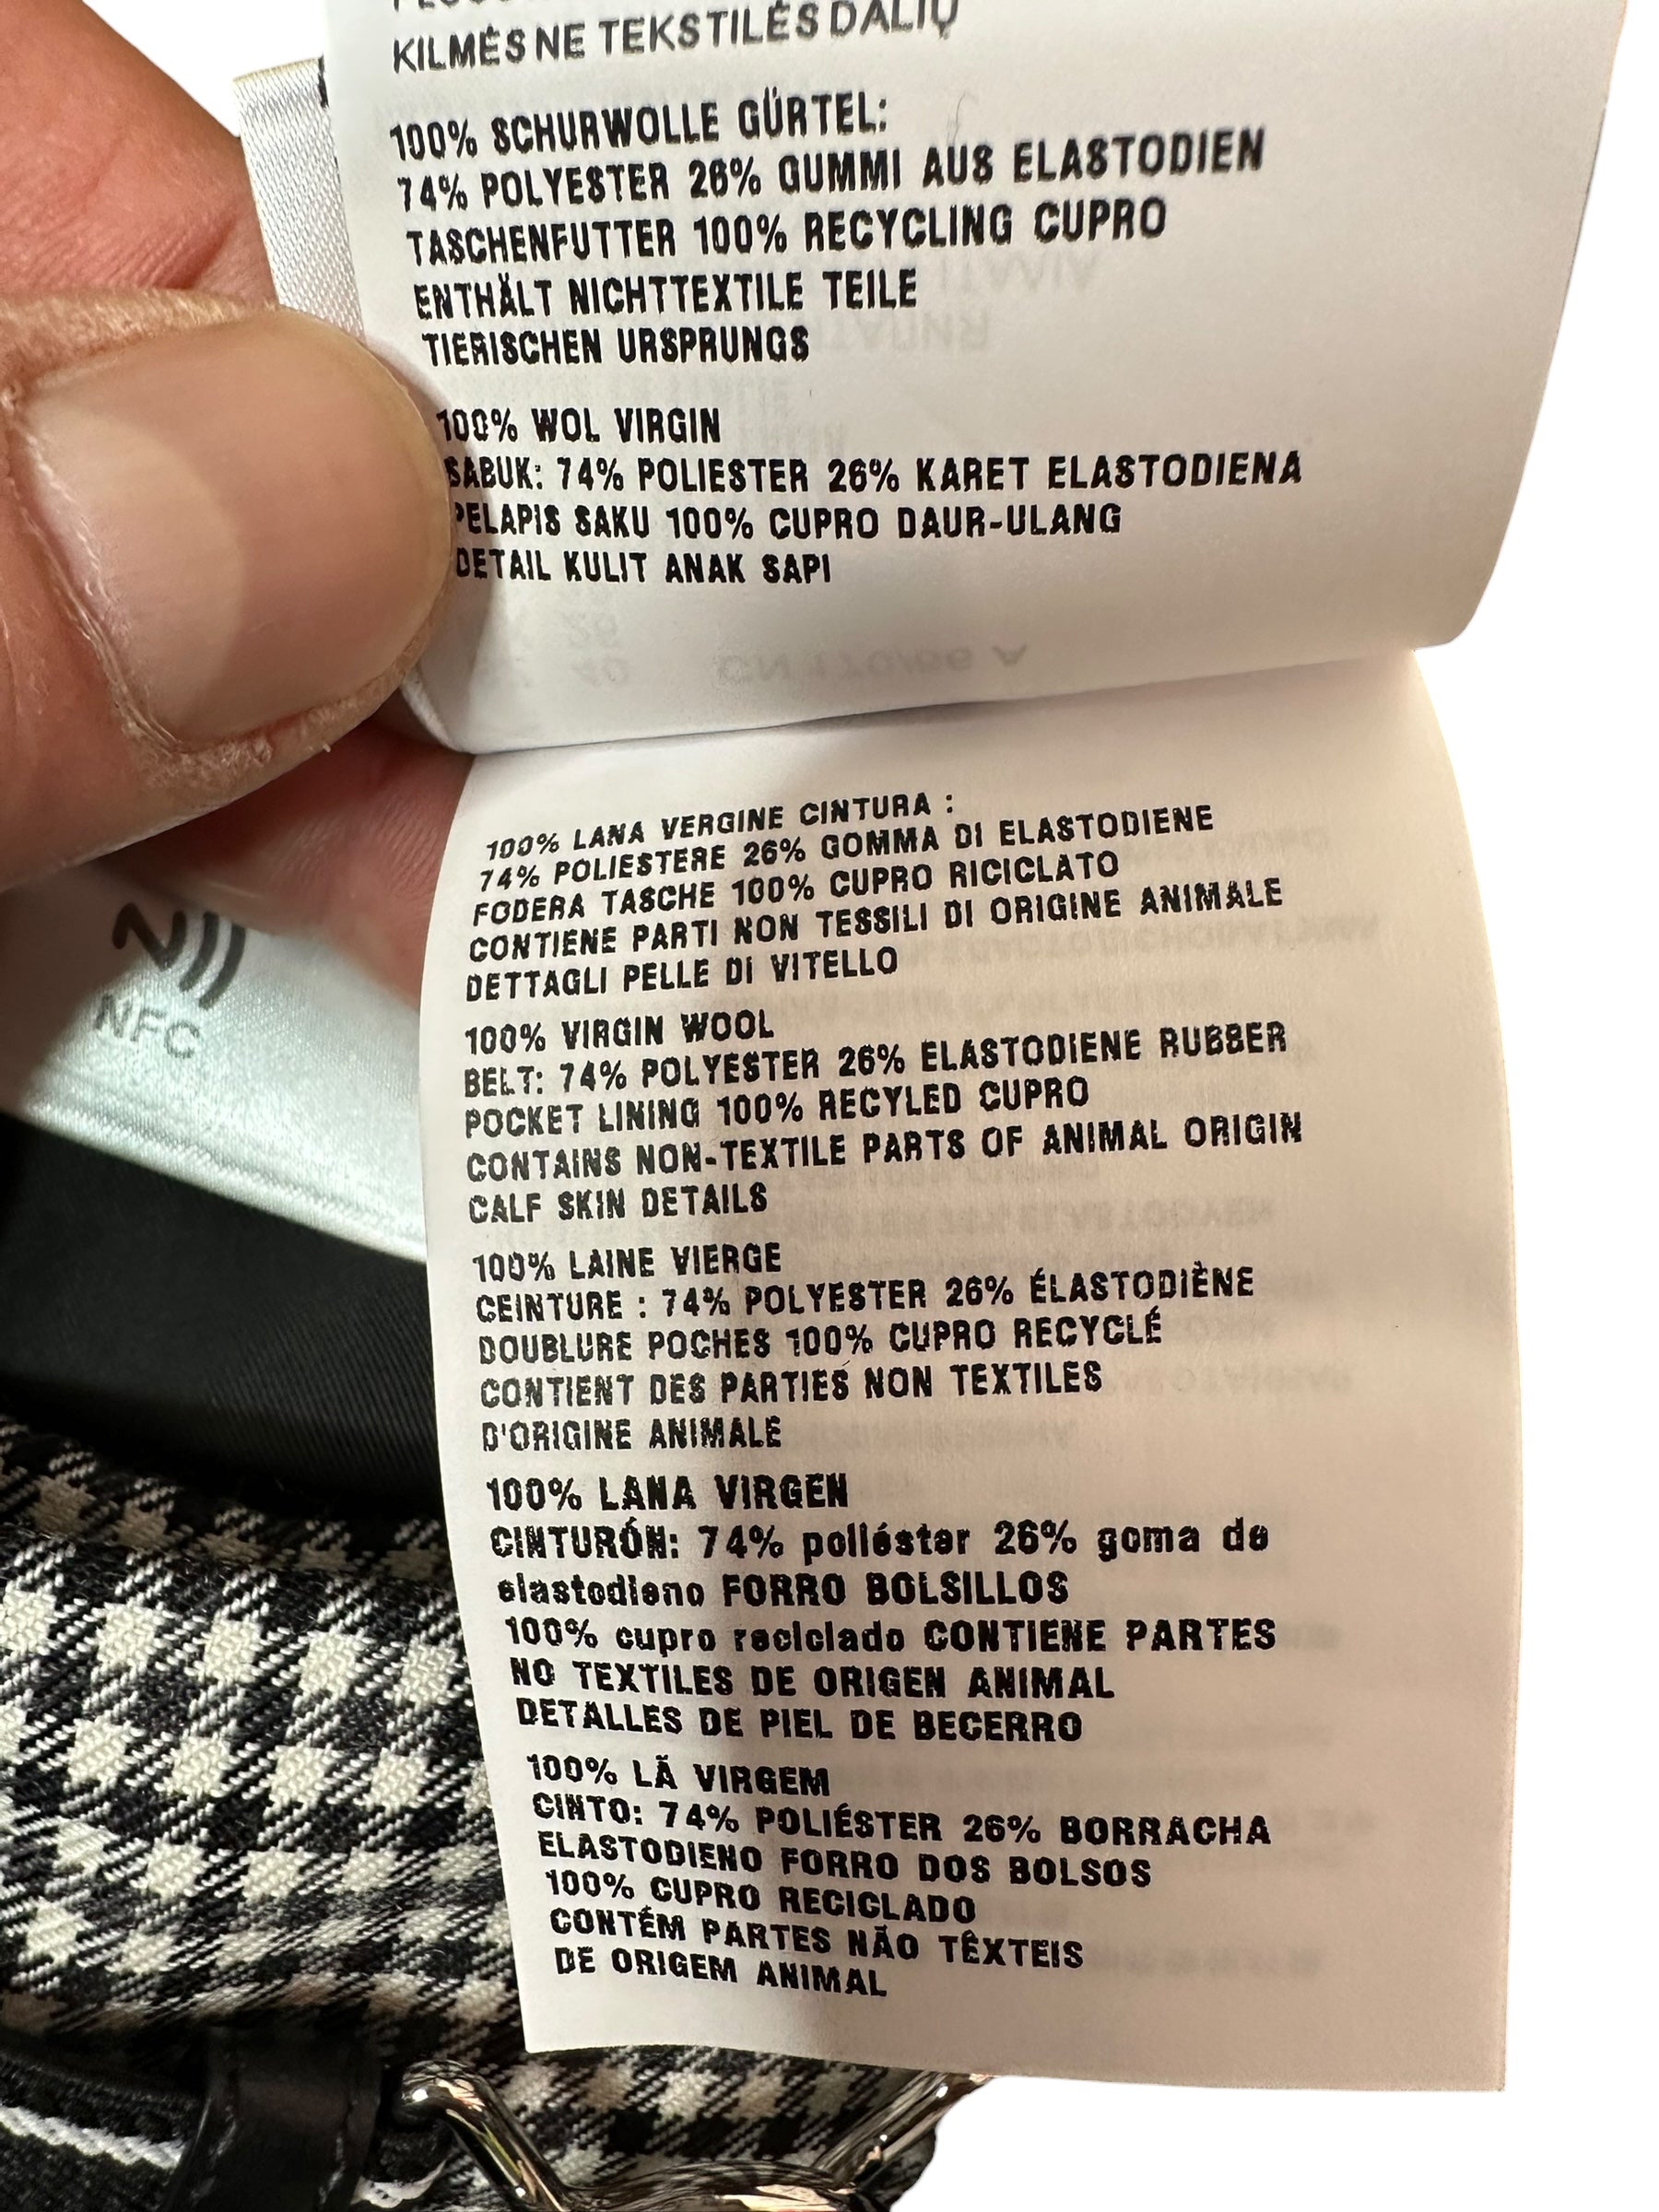 KILMĖS NE TEKSTILĖS DALIŲ
100% SCHURWOLLE GÜRTEL:
74% POLYESTER 26% GUMMI AUS ELASTODIEN
TASCHENFUTTER 100% RECYCLING CUPRO
ENTHÄLT NICHTTEXTILE TEILE
TIERISCHEN URSPRUNGS
100% WOL VIRGIN
SABUK: 74% POLIESTER 26% KARET ELASTODIENA
PELAPIS SAKU 100% CUPRO DAUR-ULANG
DETAIL KULIT ANAK SAPI
100% LANA VERGINE CINTURA :
74% POLIESTERE 26% GOMMA DI ELASTODIENE
FODERA TASCHE 100% CUPRO RICICLATO
CONTIENE PARTI NON TESSILI DI ORIGINE ANIMALE
DETTAGLI PELLE DI VITELLO
100% VIRGIN WOOL
BELT: 74% POLYESTER 26% ELASTODIENE RUBBER
POCKET LINING 100% RECYLED CUPRO
CONTAINS NON-TEXTILE PARTS OF ANIMAL ORIGIN
CALF SKIN DETAILS
100% LAINE VIERGE
CEINTURE : 74% POLYESTER 26% ÉLASTODIÈNE
DOUBLURE POCHES 100% CUPRO RECYCLÉ
CONTIENT DES PARTIES NON TEXTILES
D'ORIGINE ANIMALE
100% LANA VIRGEN
CINTURÓN: 74% poliéster 26% goma de
elastodieno FORRO BOLSILLOS
100% cupro reciclado CONTIENE PARTES
NO TEXTILES DE ORIGEN ANIMAL
DETALLES DE PIEL DE BECERRO
100% LÃ VIRGEM
CINTO: 74% POLIÉSTER 26% BORRACHA
ELASTODIENO FORRO DOS BOLSOS
100% CUPRO RECICLADO
CONTÉM PARTES NÃO TÊXTEIS
DE ORIGEM ANIMAL
NFC